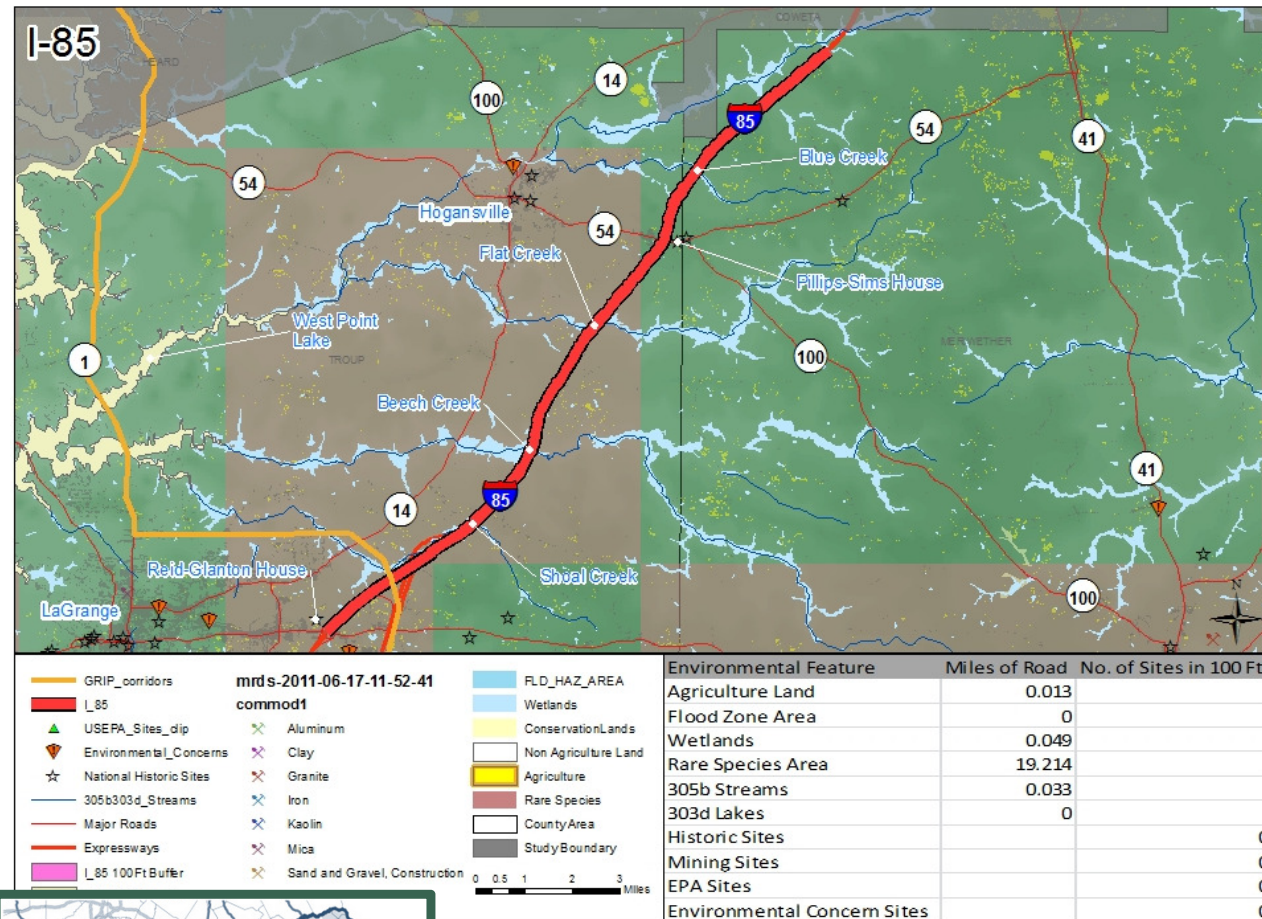 I-85
COWETA
HEARD
14
100
85
54
41
Blue Creek
54
Hogansville
54
Flat Creek
Pillips-Sims House
West Point
Lake
1
TROUP
MERIWETHER
100
Beech Creek
41
85
14
Reid-Glanton House
Shoal Creek
LaGrange
100
N
GRIP_corridors
I_85
USEPA_Sites_clip
Environmental_Concerns
National Historic Sites
305b303d_Streams
Major Roads
Expressways
I_85 100Ft Buffer
mrds-2011-06-17-11-52-41
commod1
Aluminum
Clay
Granite
Iron
Kaolin
Mica
Sand and Gravel, Construction
FLD_HAZ_AREA
Wetlands
ConservationLands
Non Agriculture Land
Agriculture
Rare Species
CountyArea
Study Boundary
0 0.5 1 2 3
Miles
Environmental Feature Miles of Road No. of Sites in 100 Ft
Agriculture Land 0.013
Flood Zone Area 0
Wetlands 0.049
Rare Species Area 19.214
305b Streams 0.033
303d Lakes 0
Historic Sites 0
Mining Sites 0
EPA Sites 0
Environmental Concern Sites 0